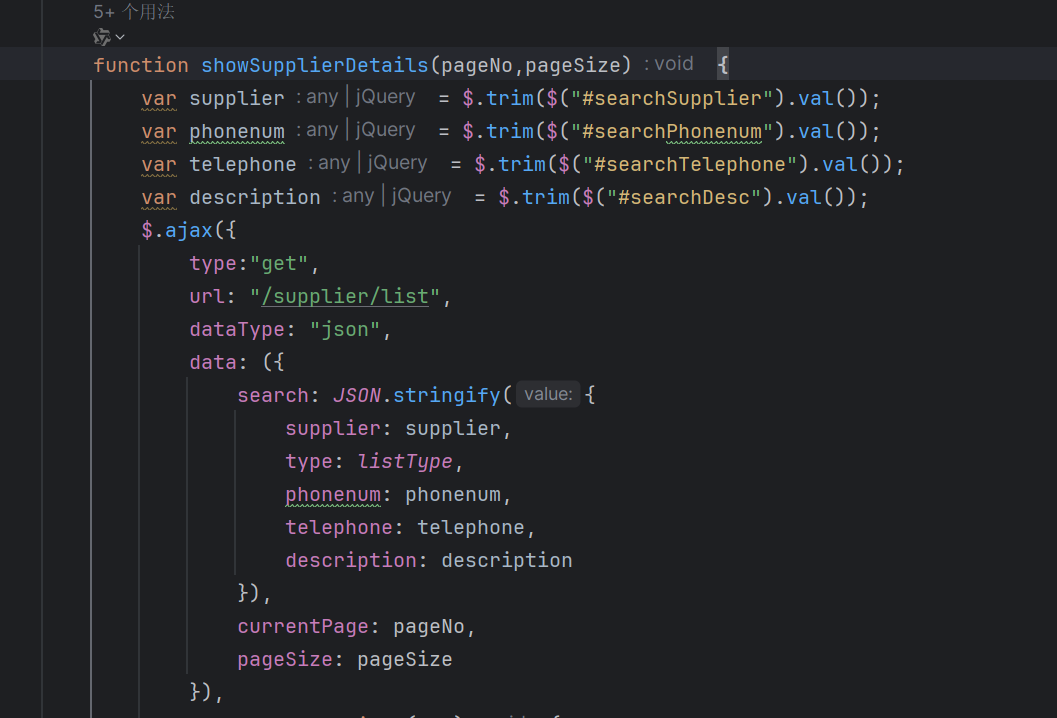 5+ 个用法
function showSupplierDetails(pageNo,pageSize) : void {
var supplier : any | jQuery = $.trim($("#searchSupplier").val());
var phonenum : any | jQuery = $.trim($("#searchPhonenum").val());
var telephone : any | jQuery = $.trim($("#searchTelephone").val());
var description : any | jQuery = $.trim($("#searchDesc").val());
$.ajax({
type:"get",
url: "/supplier/list",
dataType: "json",
data: ({
search: JSON.stringify( value: {
supplier: supplier,
type: listType,
phonenum: phonenum,
telephone: telephone,
description: description
}),
currentPage: pageNo,
pageSize: pageSize
}),